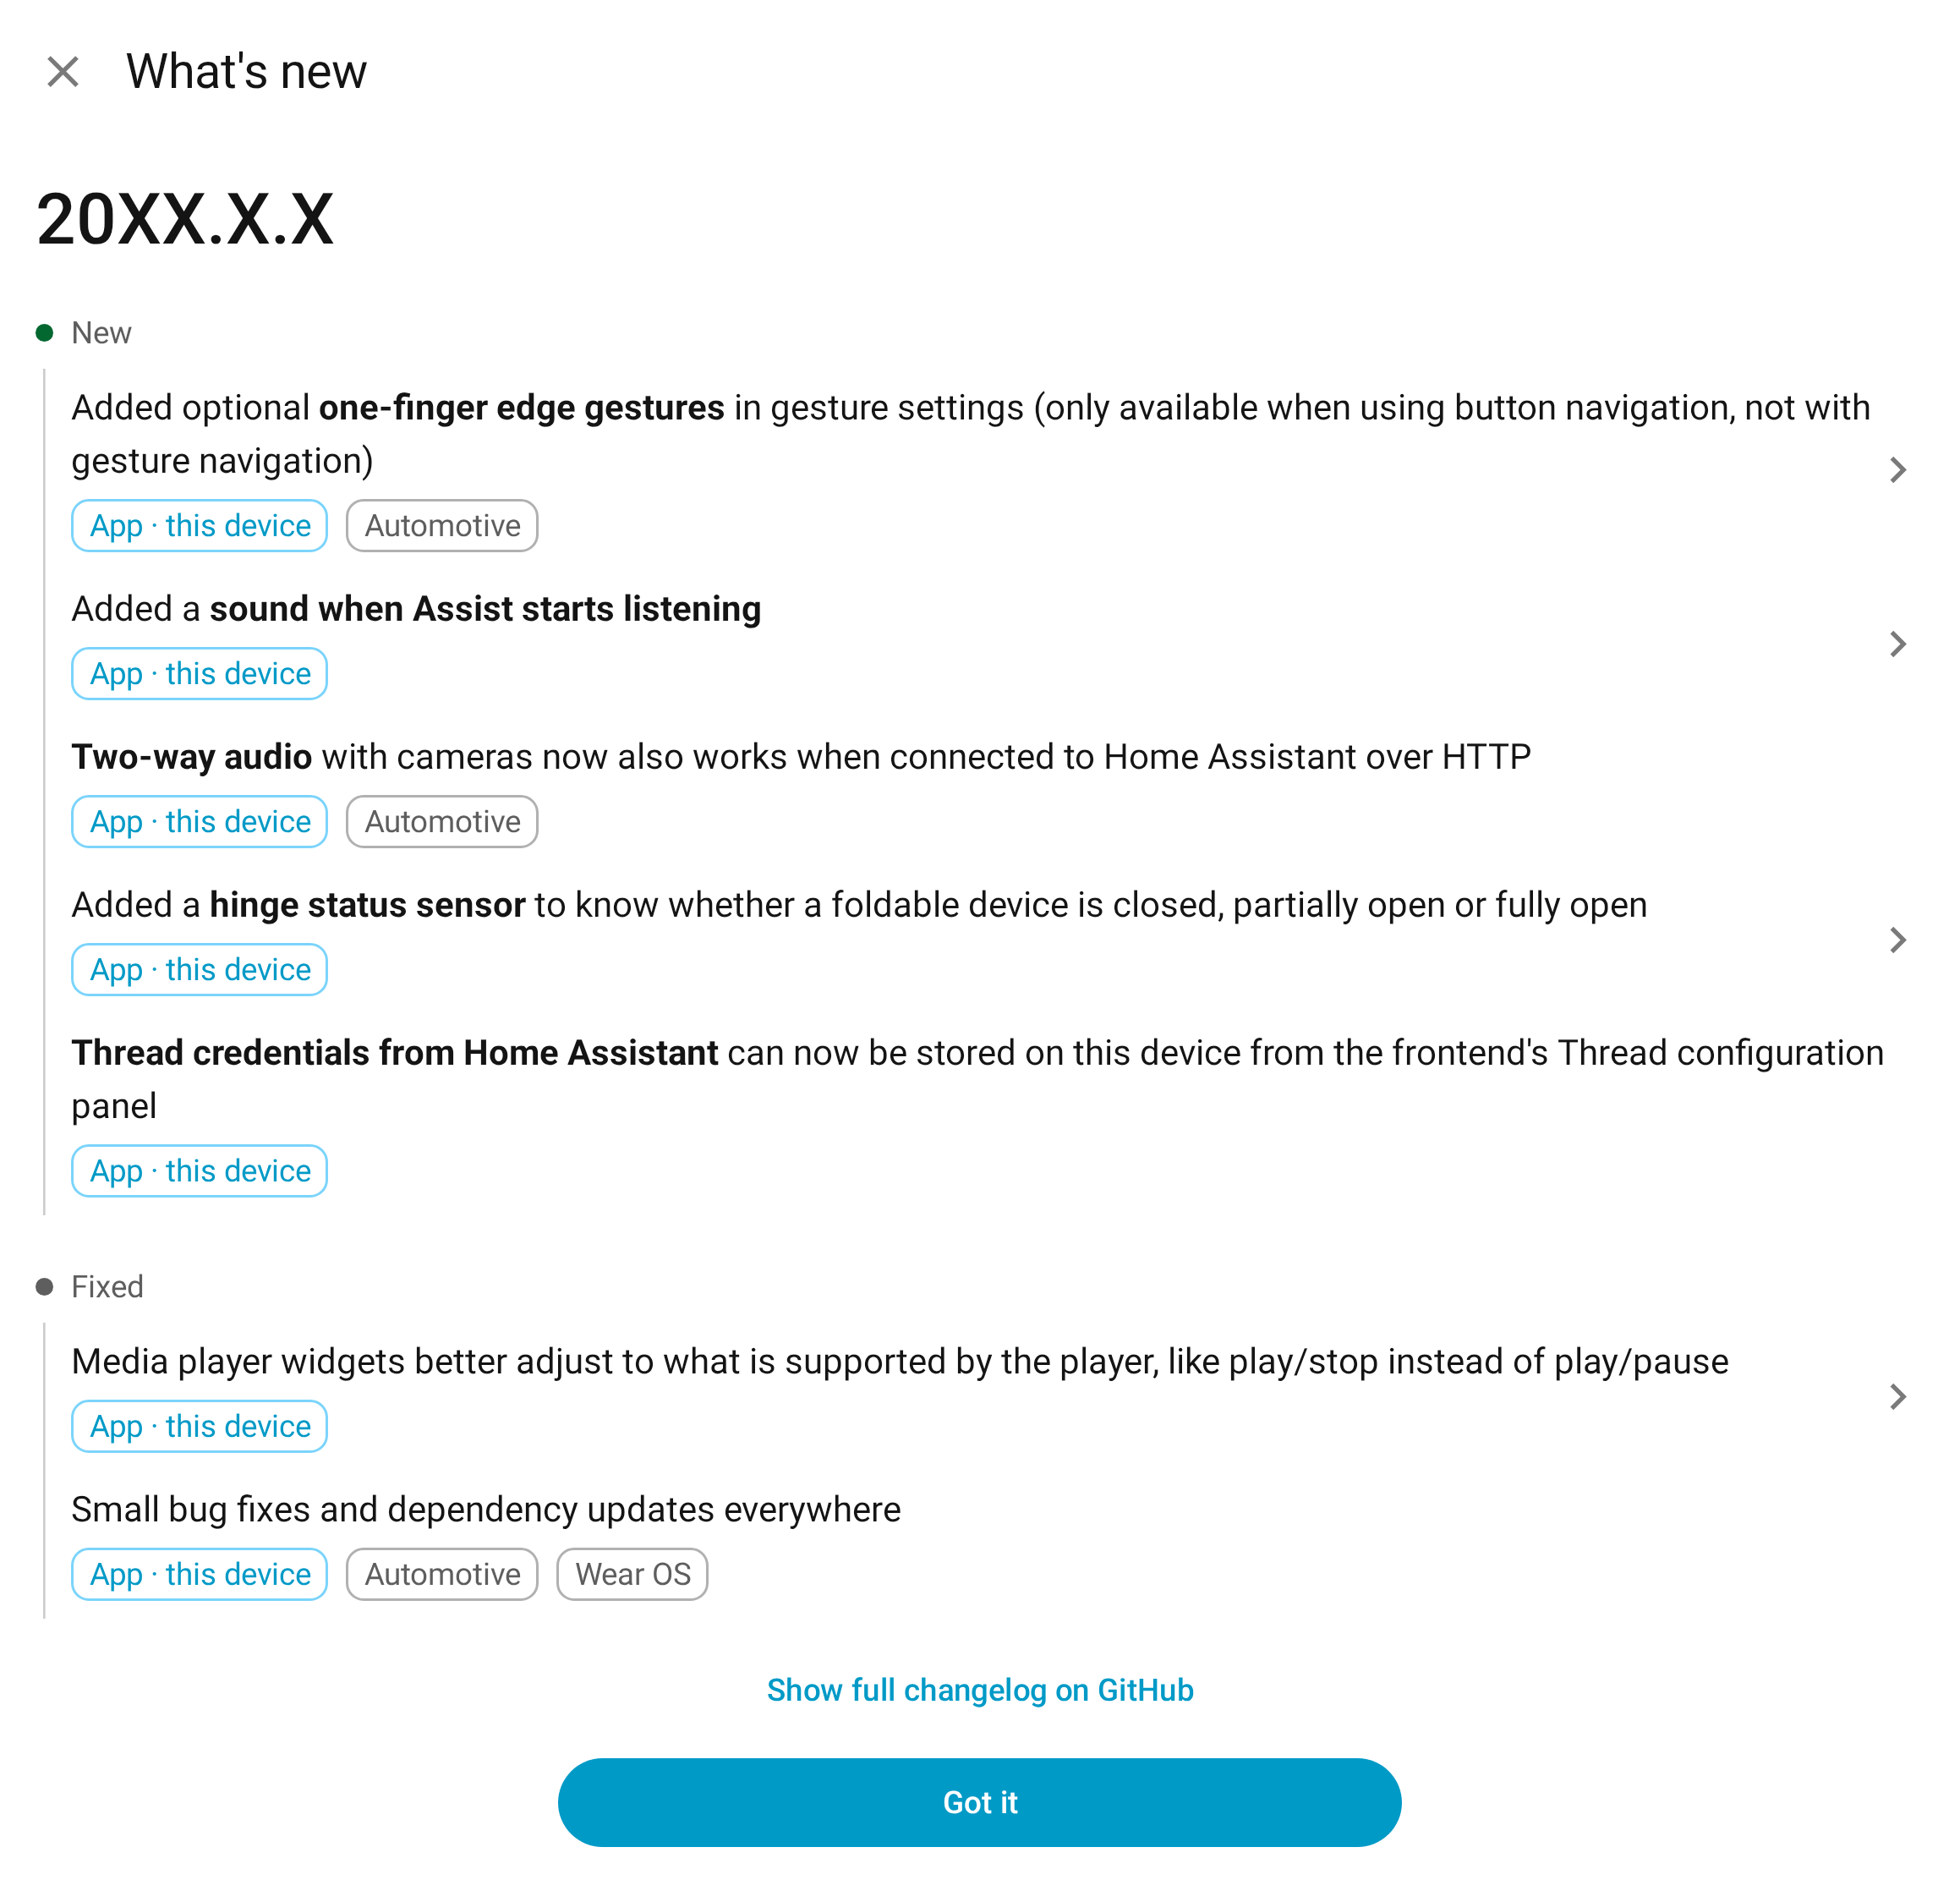 What's new
20XX.X.X
New
Added optional one-finger edge gestures in gesture settings (only available when using button navigation, not with
gesture navigation)
App · this device Automotive
Added a sound when Assist starts listening
App · this device
Two-way audio with cameras now also works when connected to Home Assistant over HTTP
App · this device Automotive
Added a hinge status sensor to know whether a foldable device is closed, partially open or fully open
App · this device
Thread credentials from Home Assistant can now be stored on this device from the frontend's Thread configuration
panel
App · this device
Fixed
Media player widgets better adjust to what is supported by the player, like play/stop instead of play/pause
App · this device
Small bug fixes and dependency updates everywhere
App · this device Automotive Wear OS
Show full changelog on GitHub
Got it